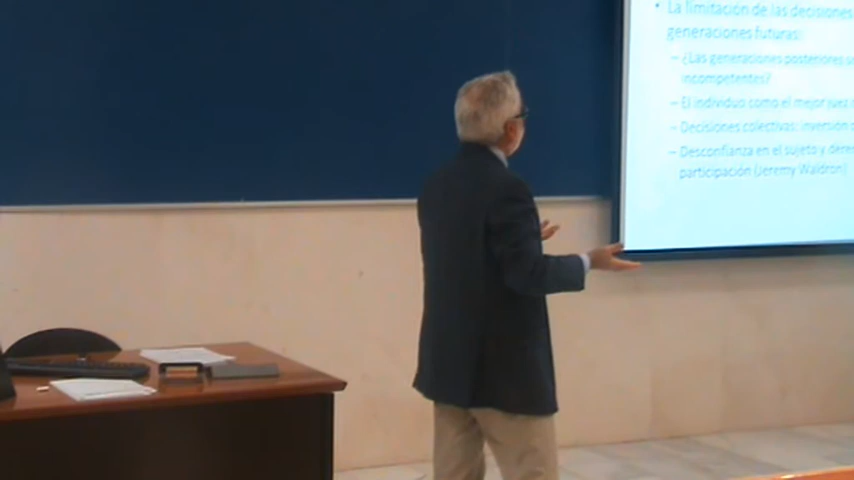 • La limitación de las decisiones
generaciones futuras:
– ¿Las generaciones posteriores
incompetentes?
– El individuo como el mejor juez
– Decisiones colectivas: inversión
– Desconfianza en el sujeto y
participación (Jeremy Waldron)